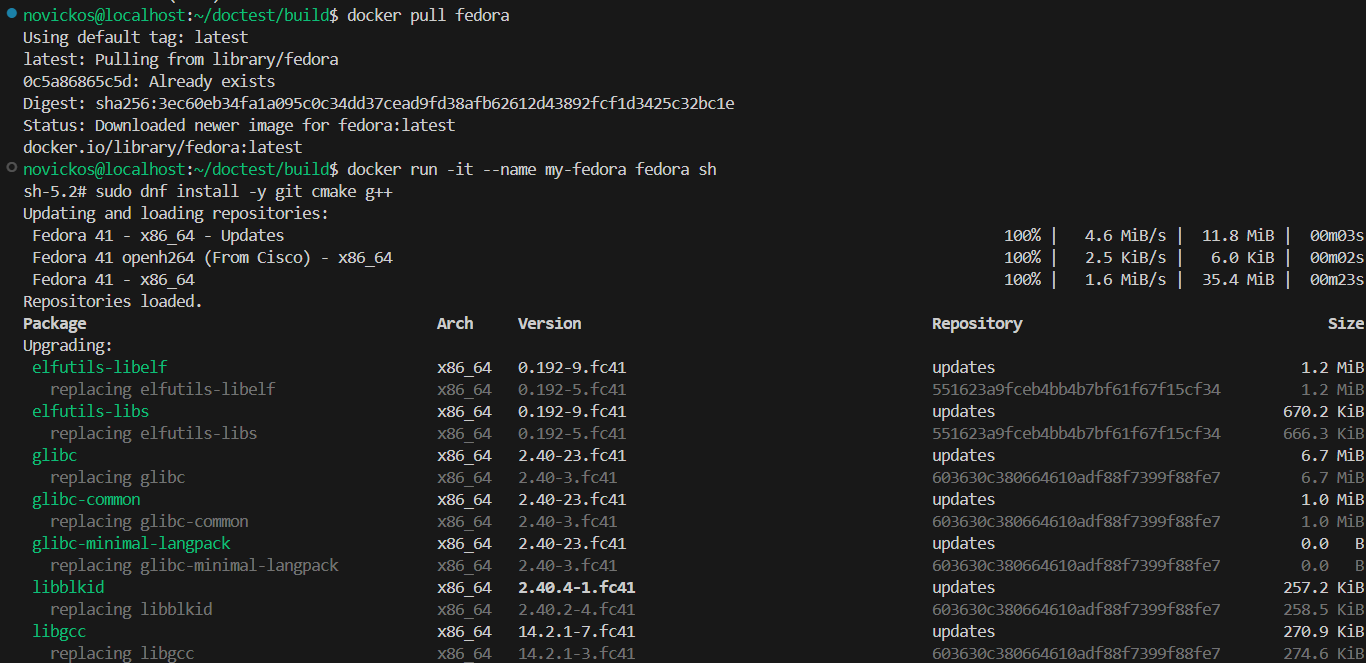 novickos@localhost:~/doctest/build$ docker pull fedora
Using default tag: latest
latest: Pulling from library/fedora
0c5a86865c5d: Already exists
Digest: sha256:3ec60eb34fa1a095c0c34dd37cead9fd38afb62612d43892fcf1d3425c32bc1e
Status: Downloaded newer image for fedora:latest
docker.io/library/fedora:latest
novickos@localhost:~/doctest/build$ docker run -it --name my-fedora fedora sh
sh-5.2# sudo dnf install -y git cmake g++
Updating and loading repositories:
Fedora 41 - x86_64 - Updates 100% | 4.6 MiB/s | 11.8 MiB | 00m03s
Fedora 41 openh264 (From Cisco) - x86_64 100% | 2.5 KiB/s | 6.0 KiB | 00m02s
Fedora 41 - x86_64 100% | 1.6 MiB/s | 35.4 MiB | 00m23s
Repositories loaded.
Package Arch Version Repository Size
Upgrading:
elfutils-libelf x86_64 0.192-9.fc41 updates 1.2 MiB
replacing elfutils-libelf x86_64 0.192-5.fc41 551623a9fceb4bb4b7bf61f67f15cf34 1.2 MiB
elfutils-libs x86_64 0.192-9.fc41 updates 670.2 KiB
replacing elfutils-libs x86_64 0.192-5.fc41 551623a9fceb4bb4b7bf61f67f15cf34 666.3 KiB
glibc x86_64 2.40-23.fc41 updates 6.7 MiB
replacing glibc x86_64 2.40-3.fc41 603630c380664610adf88f7399f88fe7 6.7 MiB
glibc-common x86_64 2.40-23.fc41 updates 1.0 MiB
replacing glibc-common x86_64 2.40-3.fc41 603630c380664610adf88f7399f88fe7 1.0 MiB
glibc-minimal-langpack x86_64 2.40-23.fc41 updates 0.0 B
replacing glibc-minimal-langpack x86_64 2.40-3.fc41 603630c380664610adf88f7399f88fe7 0.0 B
libblkid x86_64 2.40.4-1.fc41 updates 257.2 KiB
replacing libblkid x86_64 2.40.2-4.fc41 603630c380664610adf88f7399f88fe7 258.5 KiB
libgcc x86_64 14.2.1-7.fc41 updates 270.9 KiB
replacing libgcc x86_64 14.2.1-3.fc41 603630c380664610adf88f7399f88fe7 274.6 KiB